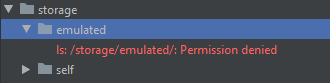 storage
emulated
ls: /storage/emulated/: Permission denied
self